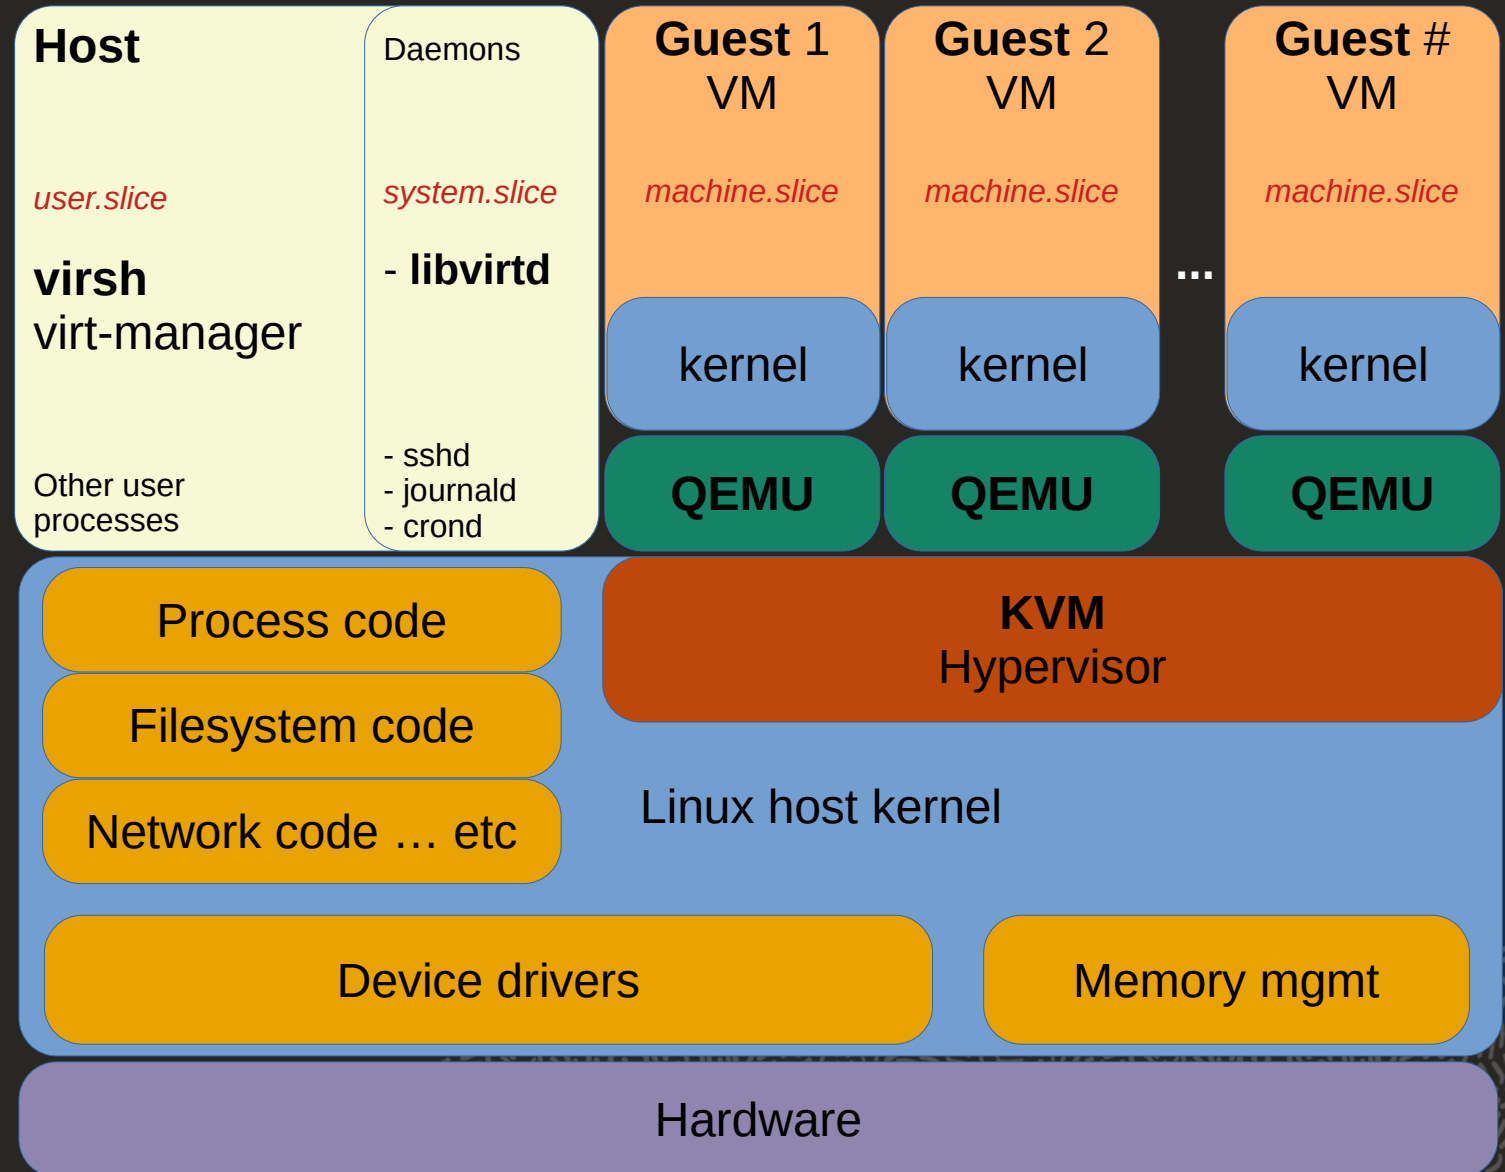 Host
user.slice
virsh
virt-manager
Other user
processes
Daemons
system.slice
- libvirtd
- sshd
- journald
- crond
Guest 1
VM
machine.slice
kernel
QEMU
Guest 2
VM
machine.slice
kernel
QEMU
...
Guest #
VM
machine.slice
kernel
QEMU
Process code
Filesystem code
Network code … etc
KVM
Hypervisor
Linux host kernel
Device drivers
Memory mgmt
Hardware